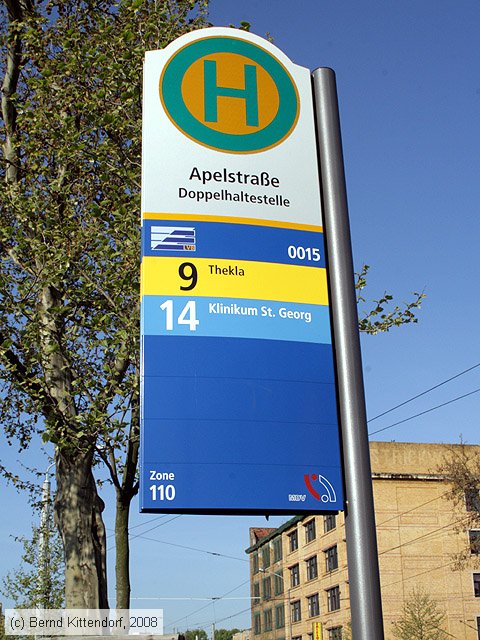 H
Apelstraße
Doppelhaltestelle
LVB
0015
9 Thekla
14 Klinikum St. Georg
Zone
110
MDV
(c) Bernd Kittendorf, 2008